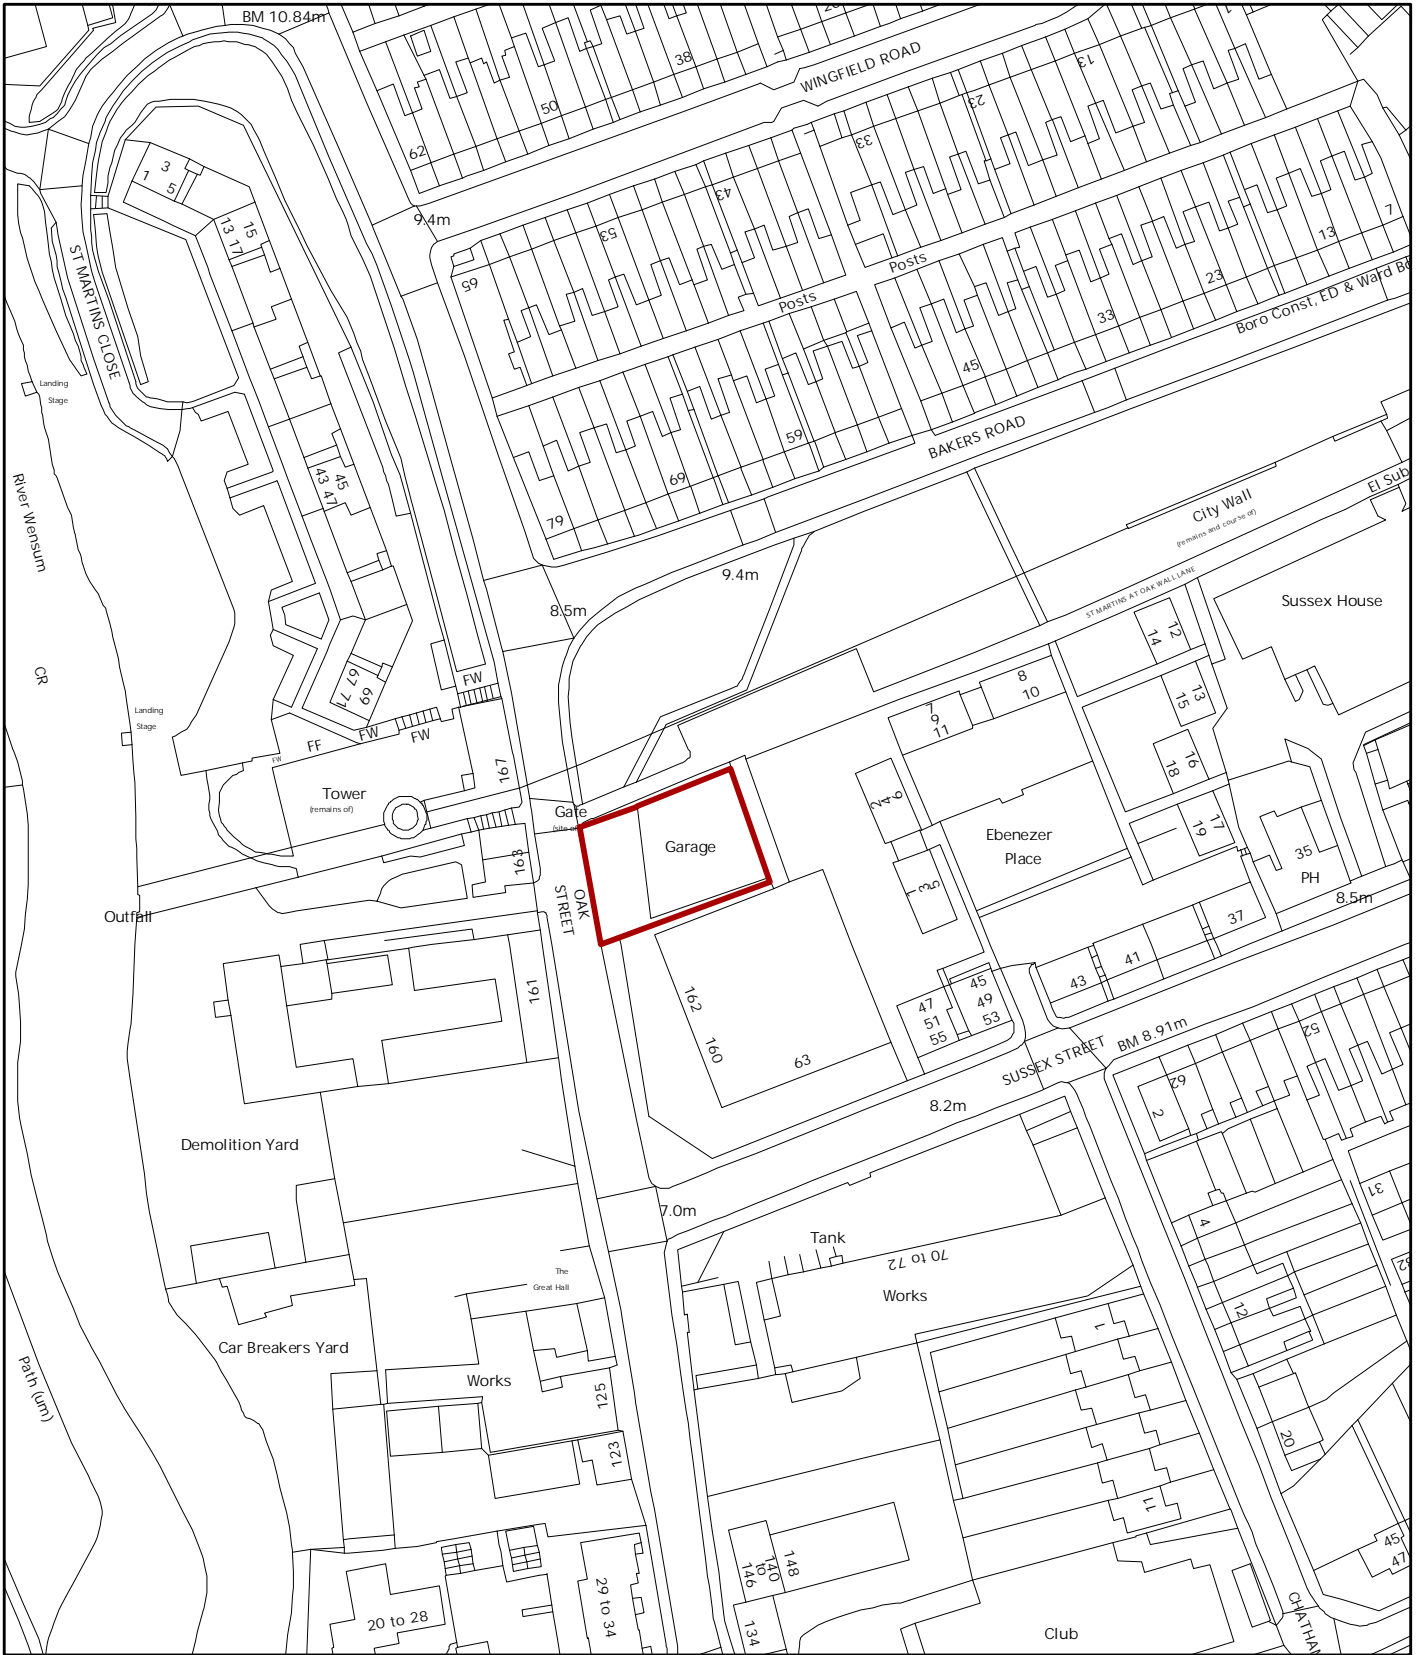 BM 10.84m
38
WINGFIELD ROAD
13
50
23
33
62
3
1
5
43
9.4m
15
13 17
53
7
13
65
Posts
23
Posts
Boro Const, ED & Ward
33
ST MARTINS CLOSE
45
Landing
Stage
59
BAKERS ROAD
69
45
43 47
79
City Wall
(remains and course of)
El Sub
River Wensum
9.4m
ST MARTINS AT OAK WALL LANE
8.5m
Sussex House
12
14
CR
67 71
69
FW
8
10
13
15
7
9
11
Landing
Stage
FW
FW
FF
FW
16
18
167
Tower
(remains of)
2
4
6
Gate
(site of)
Garage
Ebenezer
Place
17
19
35
PH
163
3
5
OAK
STREET
8.5m
Outfall
37
41
43
161
162
45
47
49
51
53
55
BM 8.91m
52
SUSSEX STREET
160
63
62
2
8.2m
Demolition Yard
31
7.0m
4
Tank
70 to 72
The
Great Hall
Works
12
1
Car Breakers Yard
Works
Path (um)
125
123
20
11
45
47
148
140
to
146
29 to 34
20 to 28
134
Club